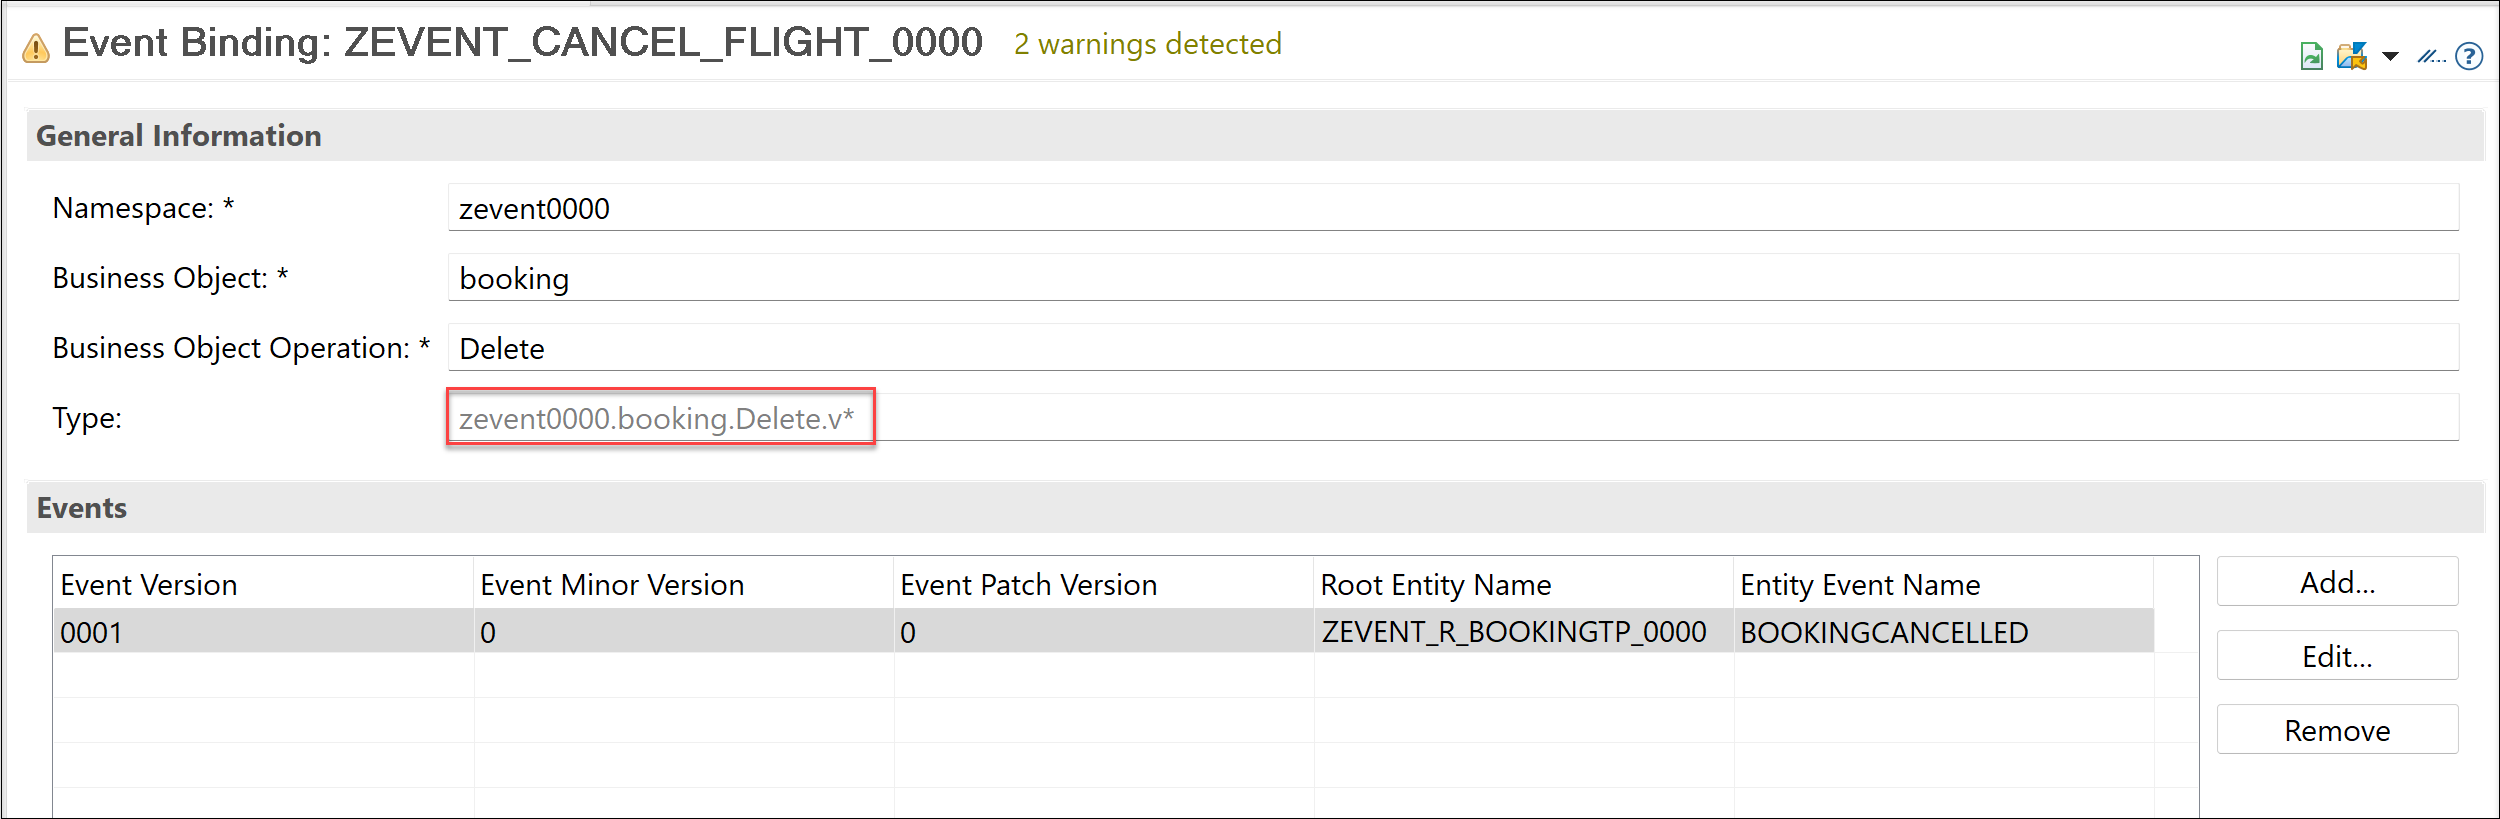 Event Binding: ZEVENT_CANCEL_FLIGHT_0000 2 warnings detected
General Information
Namespace: * zevent0000
Business Object: * booking
Business Object Operation: * Delete
Type: zevent0000.booking.Delete.v*
Events
Event Version Event Minor Version Event Patch Version Root Entity Name Entity Event Name
0001 0 0 ZEVENT_R_BOOKINGTP_0000 BOOKINGCANCELLED
Add...
Edit...
Remove